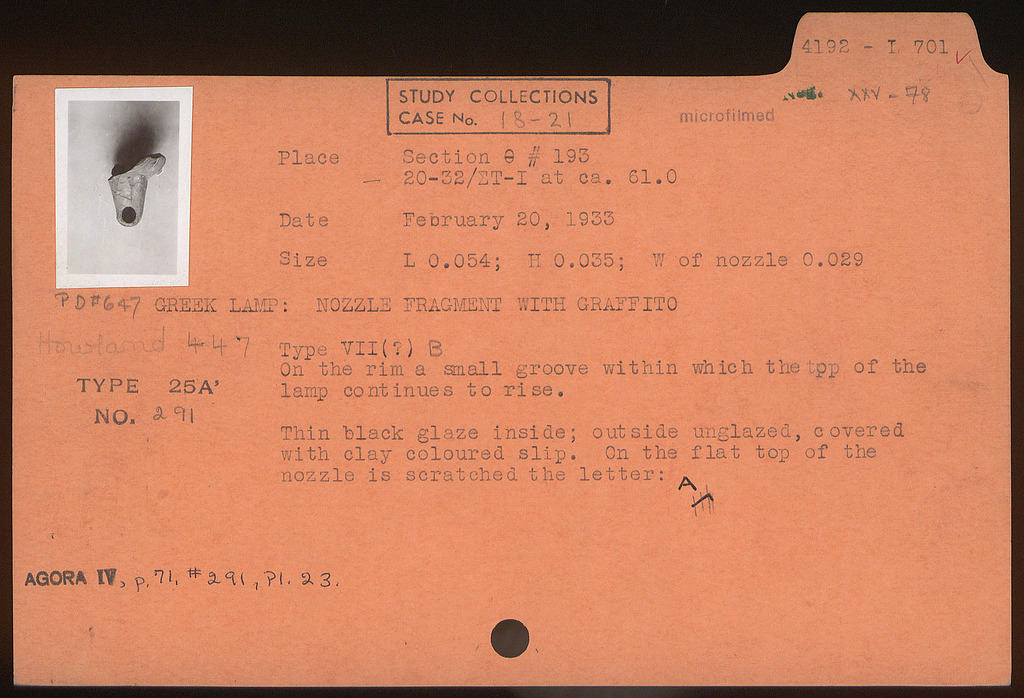 4192 - L 701 ✓
STUDY COLLECTIONS
CASE No. 18-21
microfilmed
XXV - 78
Place Section Θ # 193
— 20-32/ΣΤ-Ι at ca. 61.0
Date February 20, 1933
Size L 0.054; H 0.035; W of nozzle 0.029
PD#647 GREEK LAMP: NOZZLE FRAGMENT WITH GRAFFITO
Howland 447
Type VII(?) B
On the rim a small groove within which the top of the
lamp continues to rise.
TYPE 25A'
NO. 291
Thin black glaze inside; outside unglazed, covered
with clay coloured slip. On the flat top of the
nozzle is scratched the letter: A
AGORA IV, p. 71, #291, Pl. 23.